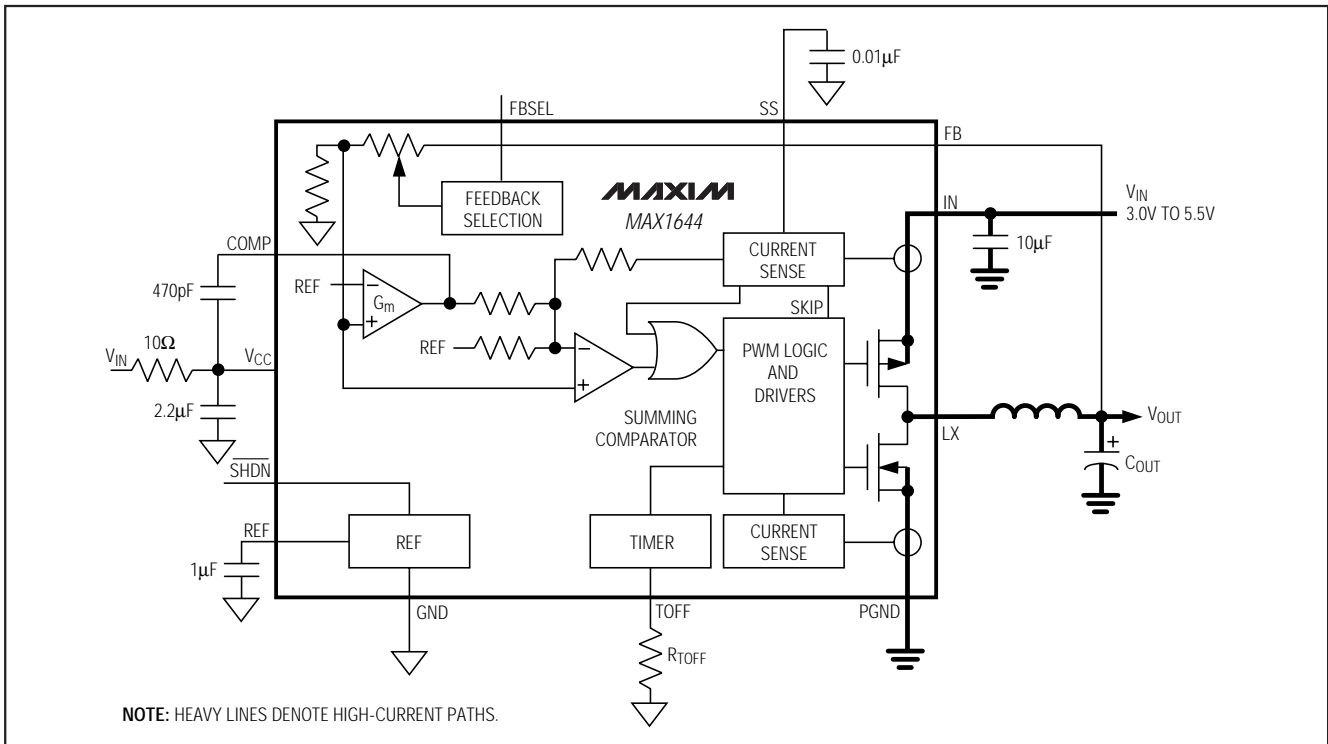 0.01µF
FBSEL
SS
FB
MAXIM
MAX1644
FEEDBACK
SELECTION
IN
VIN
3.0V TO 5.5V
10µF
COMP
CURRENT
SENSE
470pF
REF
−
Gm
+
SKIP
10Ω
VIN
VCC
REF
−
+
PWM LOGIC
AND
DRIVERS
2.2µF
SUMMING
COMPARATOR
LX
VOUT
+
COUT
SHDN
REF
REF
TIMER
CURRENT
SENSE
1µF
GND
TOFF
PGND
RTOFF
NOTE: HEAVY LINES DENOTE HIGH-CURRENT PATHS.